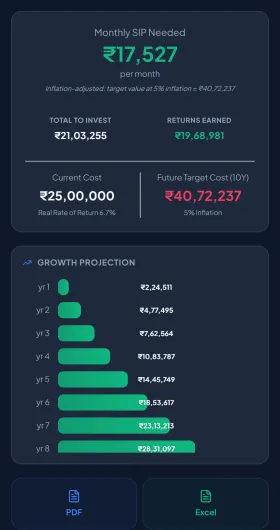 Monthly SIP Needed
₹17,527
per month
Inflation-adjusted: target value at 5% inflation = ₹40,72,237
TOTAL TO INVEST RETURNS EARNED
₹21,03,255 ₹19,68,981
Current Cost Future Target Cost (10Y)
₹25,00,000 ₹40,72,237
Real Rate of Return 6.7% 5% Inflation
GROWTH PROJECTION
yr 1 ₹2,24,511
yr 2 ₹4,77,495
yr 3 ₹7,62,564
yr 4 ₹10,83,787
yr 5 ₹14,45,749
yr 6 ₹18,53,617
yr 7 ₹23,13,213
yr 8 ₹28,31,097
PDF Excel